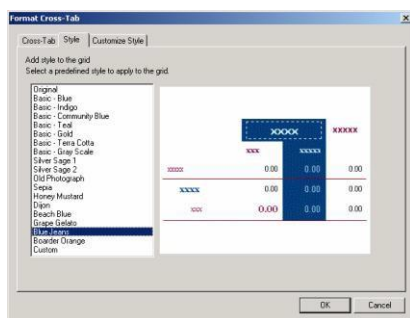 Format Cross-Tab
Cross-Tab Style Customize Style
Add style to the grid
Select a predefined style to apply to the grid.
Original
Basic - Blue
Basic - Indigo
Basic - Community Blue
Basic - Teal
Basic - Gold
Basic - Terra Cotta
Basic - Gray Scale
Silver Sage 1
Silver Sage 2
Old Photograph
Sepia
Honey Mustard
Dijon
Beach Blue
Grape Gelato
Blue Jeans
Boarder Orange
Custom
XXXX XXXXX
XXX XXXXX
XXXXX 0.00 0.00 0.00
XXXX 0.00 0.00 0.00
XXX 0.00 0.00 0.00
OK Cancel